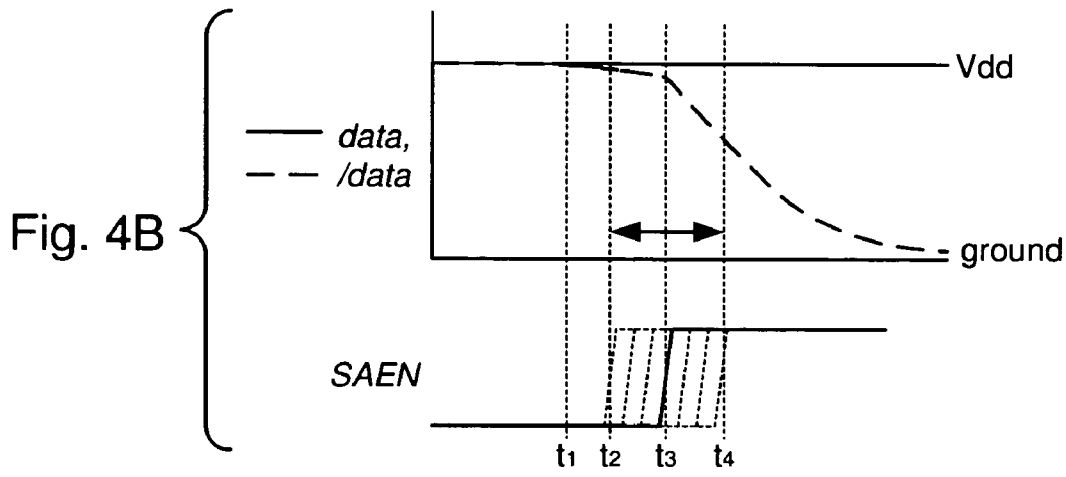 Vdd
data,
/data
Fig. 4B
ground
SAEN
t1 t2 t3 t4